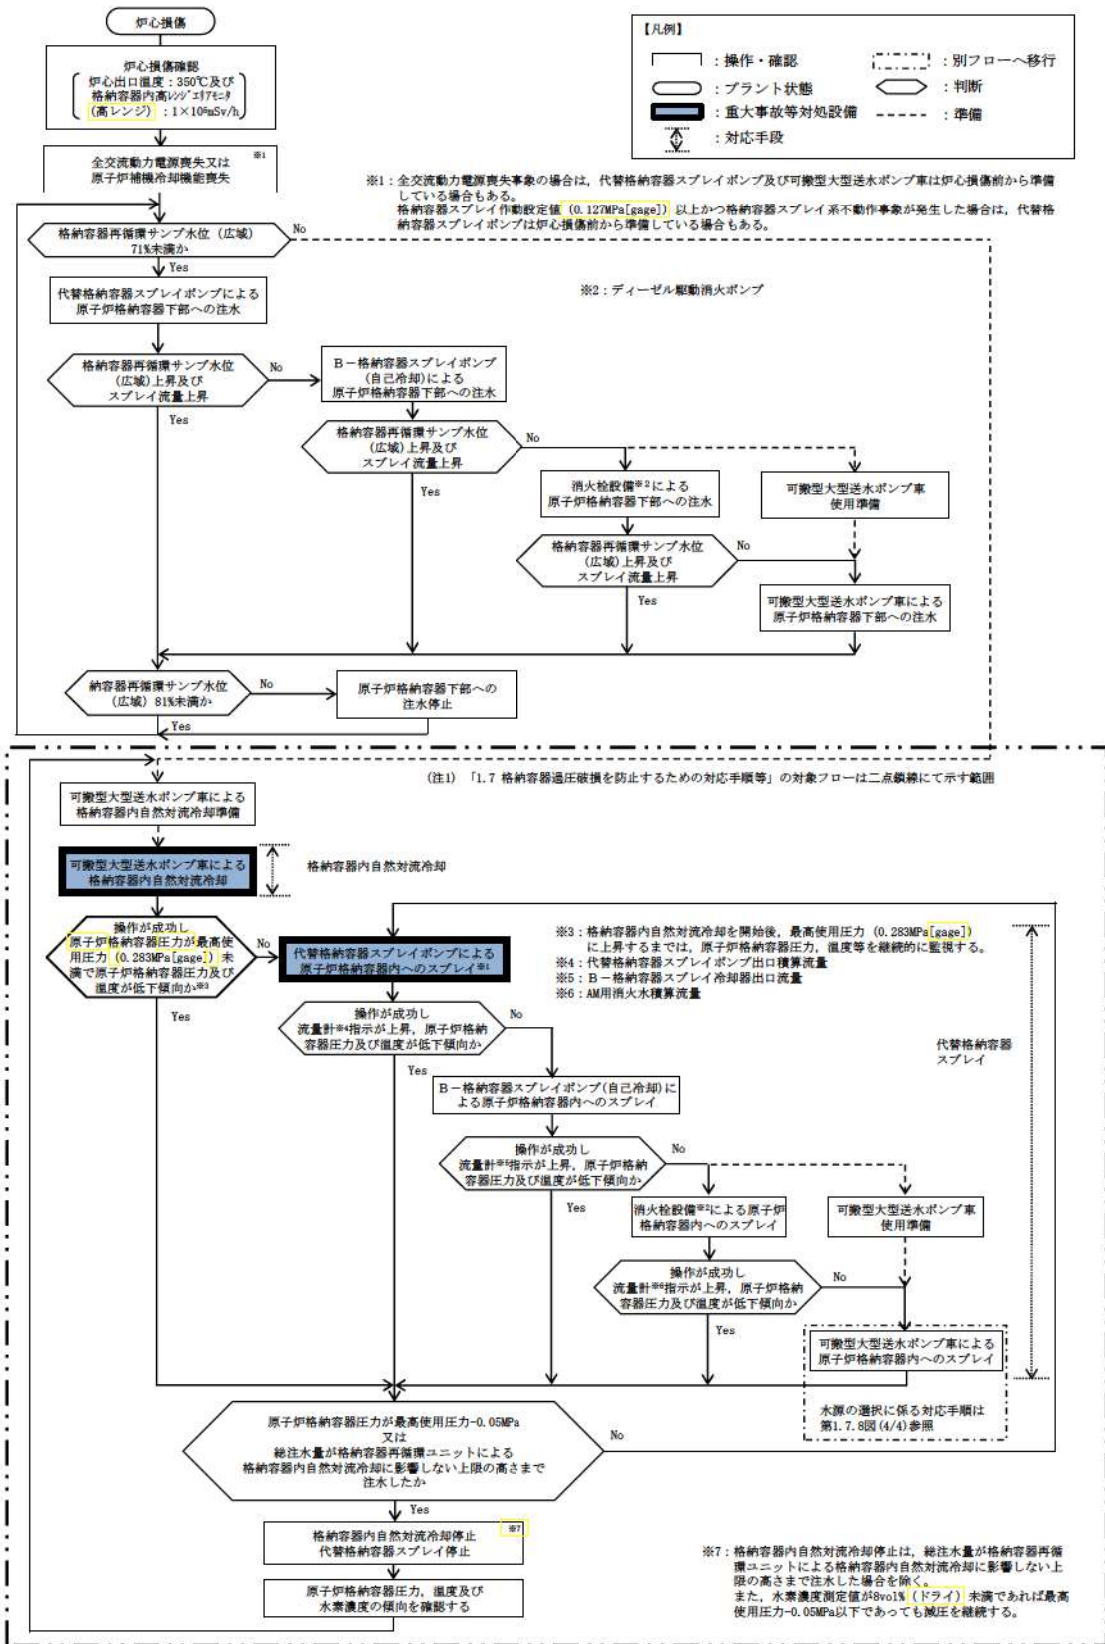 炉心損傷
炉心損傷確認
炉心出口温度：350℃及び
格納容器内高ﾚﾝｼﾞｴﾘｱﾓﾆﾀ
(高レンジ)：1×10⁵mSv/h
全交流動力電源喪失又は ※1
原子炉補機冷却機能喪失
【凡例】
：操作・確認
：別フローへ移行
：プラント状態
：判断
：重大事故等対処設備
：準備
：対応手段
※1：全交流動力電源喪失事象の場合は，代替格納容器スプレイポンプ及び可搬型大型送水ポンプ車は炉心損傷前から準備
している場合もある。
格納容器スプレイ作動設定値（0.127MPa[gage]）以上かつ格納容器スプレイ系不動作事象が発生した場合は，代替格
納容器スプレイポンプは炉心損傷前から準備している場合もある。
格納容器再循環サンプ水位（広域）
71%未満か
No
Yes
代替格納容器スプレイポンプによる
原子炉格納容器下部への注水
※2：ディーゼル駆動消火ポンプ
格納容器再循環サンプ水位
(広域)上昇及び
スプレイ流量上昇
No
Yes
B－格納容器スプレイポンプ
(自己冷却)による
原子炉格納容器下部への注水
格納容器再循環サンプ水位
(広域)上昇及び
スプレイ流量上昇
No
Yes
消火栓設備※2による
原子炉格納容器下部への注水
可搬型大型送水ポンプ車
使用準備
格納容器再循環サンプ水位
(広域)上昇及び
スプレイ流量上昇
No
Yes
可搬型大型送水ポンプ車による
原子炉格納容器下部への注水
納容器再循環サンプ水位
(広域) 81%未満か
No
Yes
原子炉格納容器下部への
注水停止
(注1) 「1.7 格納容器過圧破損を防止するための対応手順等」の対象フローは二点鎖線にて示す範囲
可搬型大型送水ポンプ車による
格納容器内自然対流冷却準備
可搬型大型送水ポンプ車による
格納容器内自然対流冷却
格納容器内自然対流冷却
操作が成功し
原子炉格納容器圧力が最高使
用圧力（0.283MPa[gage]）未
満で原子炉格納容器圧力及び
温度が低下傾向か※3
No
Yes
代替格納容器スプレイポンプによる
原子炉格納容器内へのスプレイ※1
※3：格納容器内自然対流冷却を開始後，最高使用圧力（0.283MPa[gage]）
に上昇するまでは，原子炉格納容器圧力，温度等を継続的に監視する。
※4：代替格納容器スプレイポンプ出口積算流量
※5：B－格納容器スプレイ冷却器出口流量
※6：AM用消火水積算流量
操作が成功し
流量計※4指示が上昇，原子炉格納
容器圧力及び温度が低下傾向か
No
Yes
代替格納容器
スプレイ
B－格納容器スプレイポンプ(自己冷却)に
よる原子炉格納容器内へのスプレイ
操作が成功し
流量計※5指示が上昇，原子炉格納
容器圧力及び温度が低下傾向か
No
Yes
消火栓設備※2による原子炉
格納容器内へのスプレイ
可搬型大型送水ポンプ車
使用準備
操作が成功し
流量計※6指示が上昇，原子炉格納
容器圧力及び温度が低下傾向か
No
Yes
可搬型大型送水ポンプ車による
原子炉格納容器内へのスプレイ
水源の選択に係る対応手順は
第1.7.8図(4/4)参照
原子炉格納容器圧力が最高使用圧力-0.05MPa
又は
総注水量が格納容器再循環ユニットによる
格納容器内自然対流冷却に影響しない上限の高さまで
注水したか
No
Yes
格納容器内自然対流冷却停止 ※7
代替格納容器スプレイ停止
原子炉格納容器圧力，温度及び
水素濃度の傾向を確認する
※7：格納容器内自然対流冷却停止は，総注水量が格納容器再循
環ユニットによる格納容器内自然対流冷却に影響しない上
限の高さまで注水した場合を除く。
また，水素濃度測定値が8vol%（ドライ）未満であれば最高
使用圧力-0.05MPa以下であっても減圧を継続する。